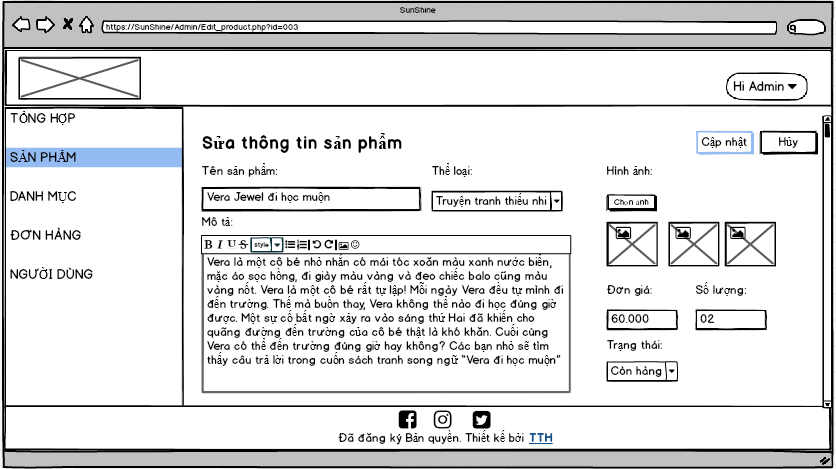 SunShine
https://SunShine/Admin/Edit_product.php?id=003
Hi Admin
TỔNG HỢP
SẢN PHẨM
DANH MỤC
ĐƠN HÀNG
NGƯỜI DÙNG
Sửa thông tin sản phẩm
Cập nhật
Hủy
Tên sản phẩm:
Thể loại:
Hình ảnh:
Vera Jewel đi học muộn
Truyện tranh thiếu nhi
Chọn ảnh
Mô tả:
B I U S style
Vera là một cô bé nhỏ nhắn có mái tóc xoăn màu xanh nước biển,
mặc áo sọc hồng, đi giày màu vàng và đeo chiếc balo cũng màu
vàng nốt. Vera là một cô bé rất tự lập! Mỗi ngày Vera đều tự mình đi
đến trường. Thế mà buồn thay, Vera không thể nào đi học đúng giờ
được. Một sự cố bất ngờ xảy ra vào sáng thứ Hai đã khiến cho
quãng đường đến trường của cô bé thật là khó khăn. Cuối cùng
Vera có thể đến trường đúng giờ hay không? Các bạn nhỏ sẽ tìm
thấy câu trả lời trong cuốn sách tranh song ngữ "Vera đi học muộn"
Đơn giá:
Số lượng:
60.000
02
Trạng thái:
Còn hàng
Đã đăng ký Bản quyền. Thiết kế bởi TTH